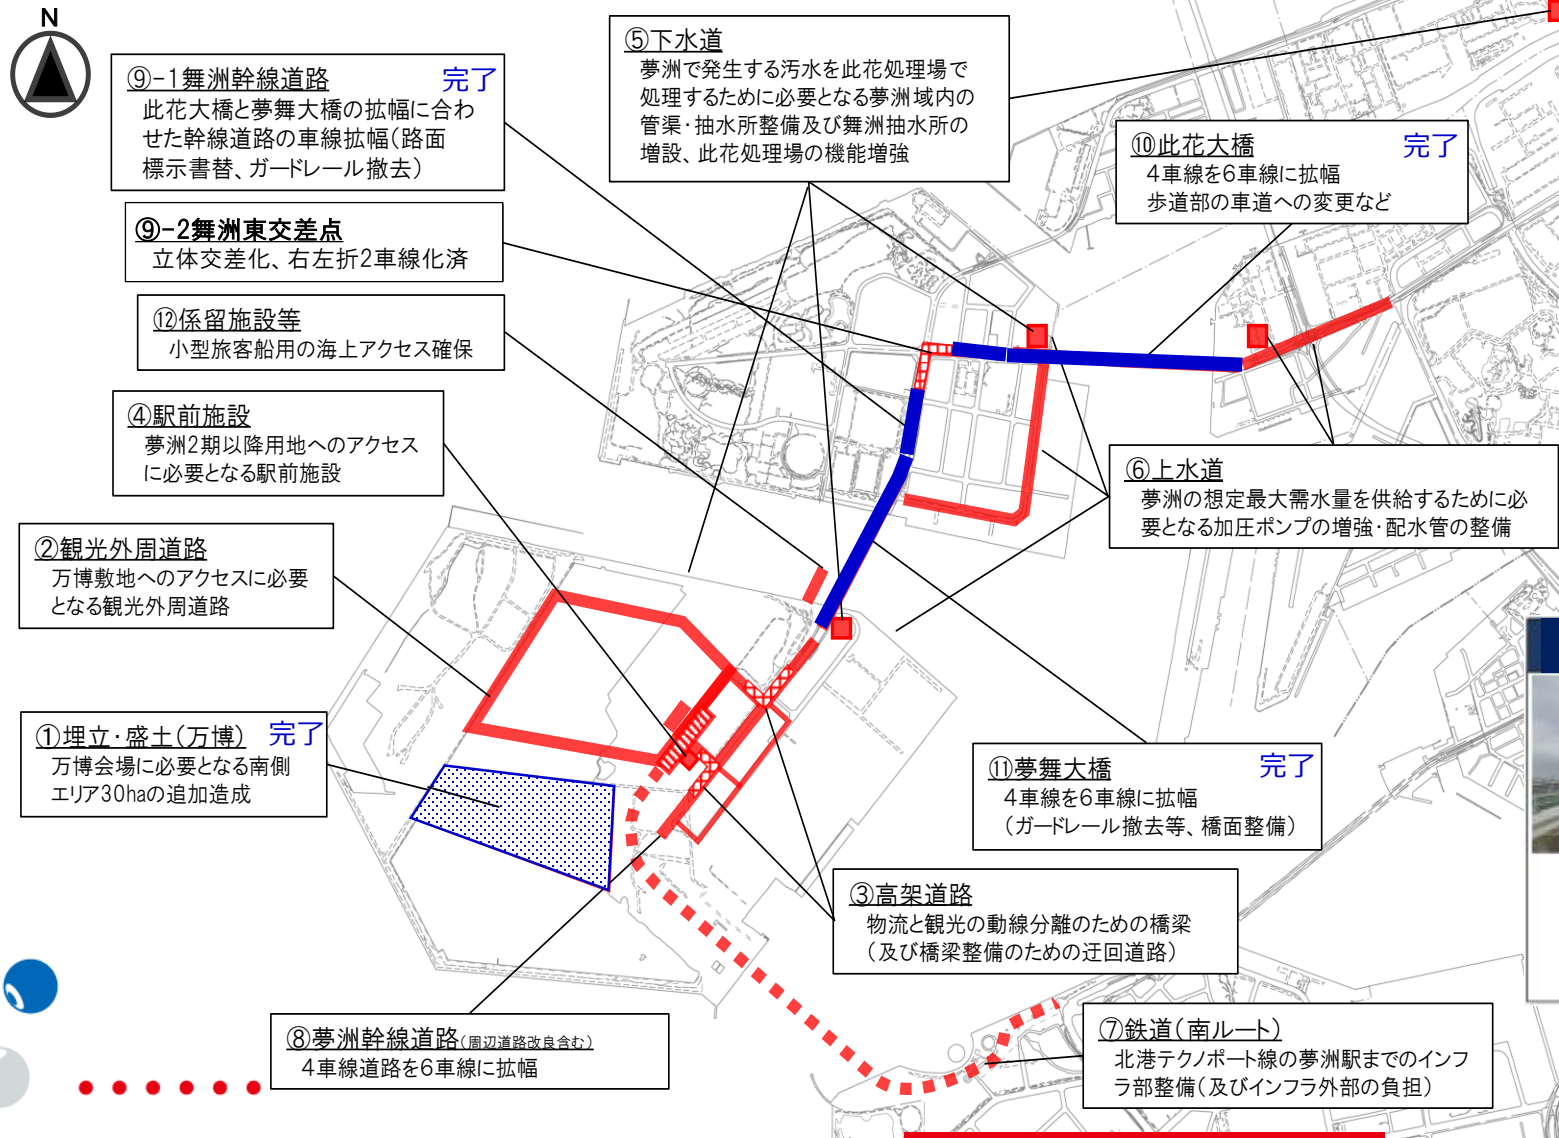 N
⑨-1舞洲幹線道路 完了
此花大橋と夢舞大橋の拡幅に合わ
せた幹線道路の車線拡幅(路面
標示書替、ガードレール撤去)
⑨-2舞洲東交差点
立体交差化、右左折2車線化済
⑫係留施設等
小型旅客船用の海上アクセス確保
④駅前施設
夢洲2期以降用地へのアクセス
に必要となる駅前施設
②観光外周道路
万博敷地へのアクセスに必要
となる観光外周道路
①埋立・盛土(万博) 完了
万博会場に必要となる南側
エリア30haの追加造成
⑤下水道
夢洲で発生する汚水を此花処理場で
処理するために必要となる夢洲域内の
管渠・抽水所整備及び舞洲抽水所の
増設、此花処理場の機能増強
⑩此花大橋 完了
4車線を6車線に拡幅
歩道部の車道への変更など
⑥上水道
夢洲の想定最大需水量を供給するために必
要となる加圧ポンプの増強・配水管の整備
⑪夢舞大橋 完了
4車線を6車線に拡幅
(ガードレール撤去等、橋面整備)
③高架道路
物流と観光の動線分離のための橋梁
(及び橋梁整備のための迂回道路)
⑧夢洲幹線道路(周辺道路改良含む)
4車線道路を6車線に拡幅
⑦鉄道(南ルート)
北港テクノポート線の夢洲駅までのインフ
ラ部整備(及びインフラ外部の負担)